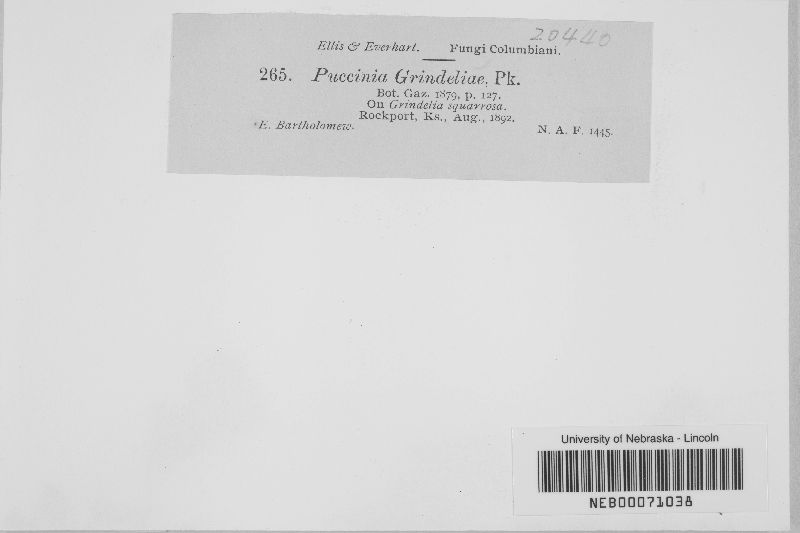 20440
Ellis & Everhart. Fungi Columbiani.
265. Puccinia Grindeliae, Pk.
Bot. Gaz. 1879, p. 127.
On Grindelia squarrosa.
Rockport, Ks., Aug., 1892.
E. Bartholomew.
N. A. F. 1445.
University of Nebraska - Lincoln
NEB00071038